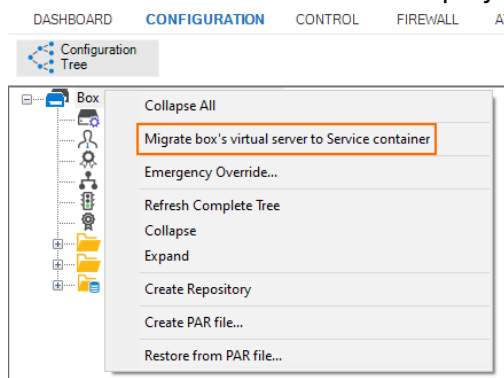 DASHBOARD CONFIGURATION CONTROL FIREWALL
Configuration
Tree
Box
Collapse All
Migrate box's virtual server to Service container
Emergency Override...
Refresh Complete Tree
Collapse
Expand
Create Repository
Create PAR file...
Restore from PAR file...